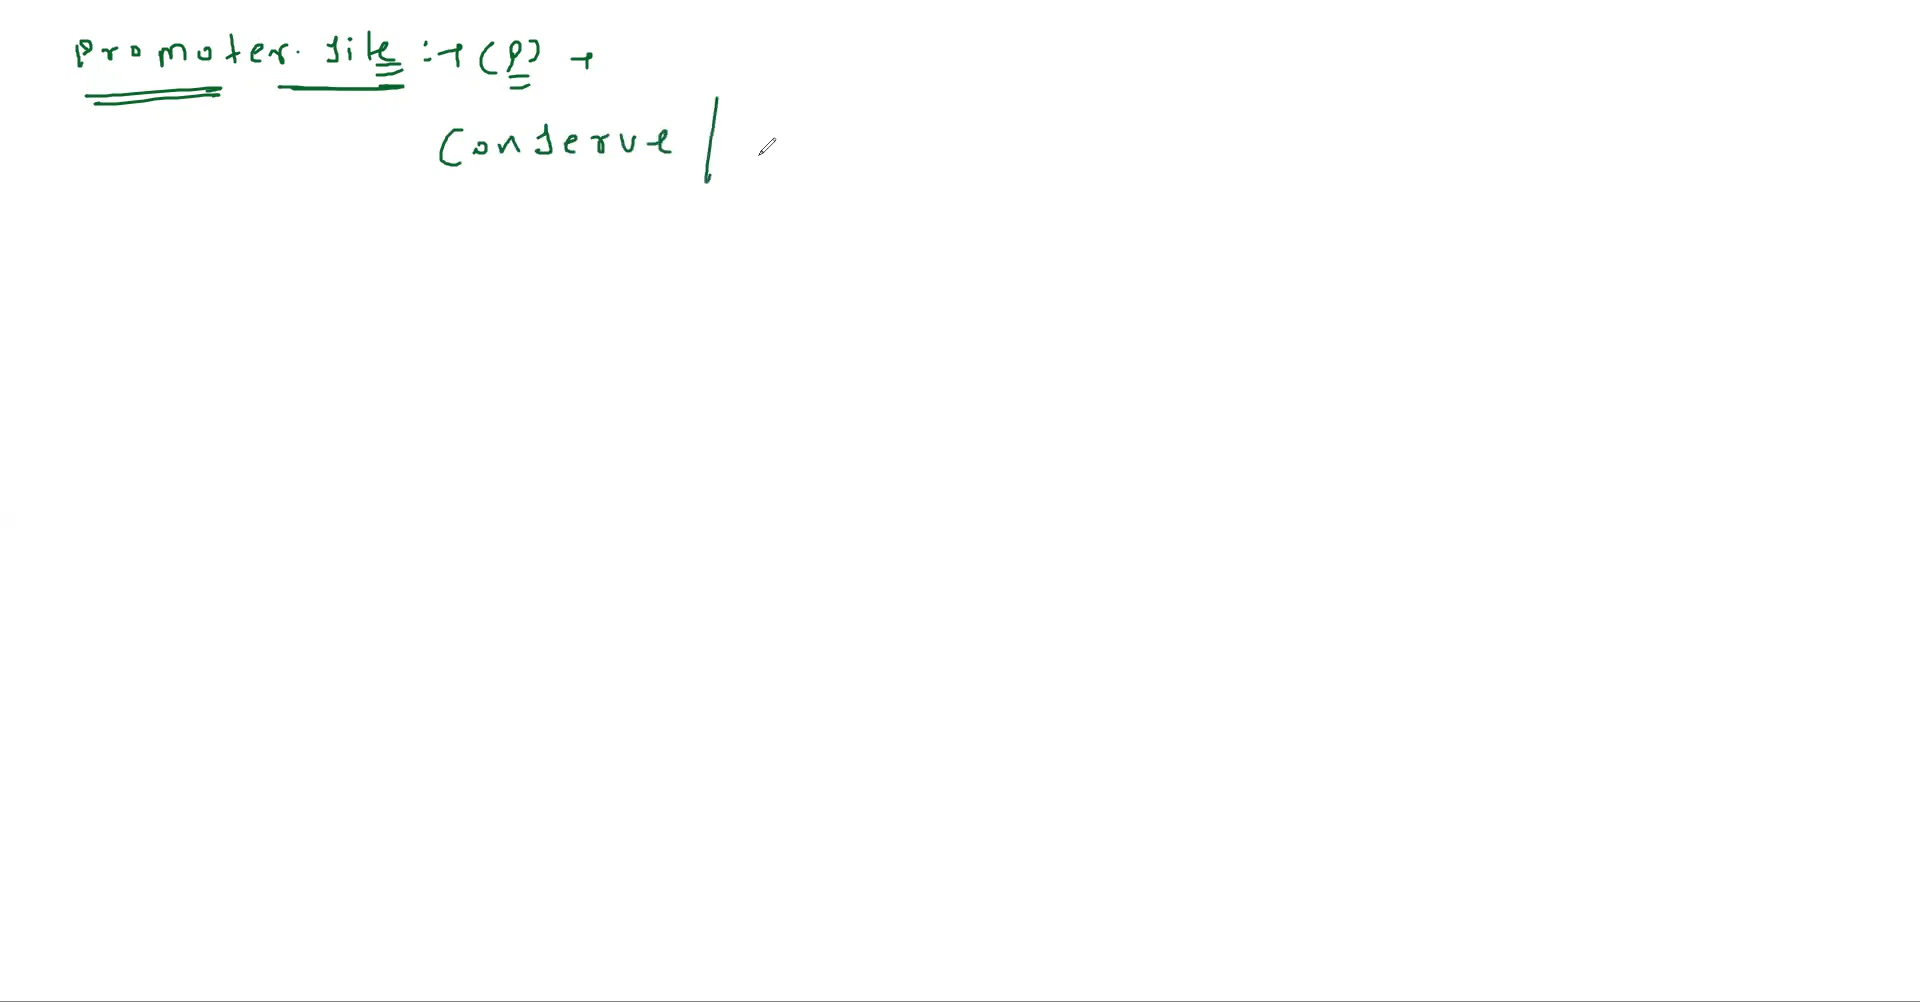 Promoter. site :→ (P) →
Conserve /